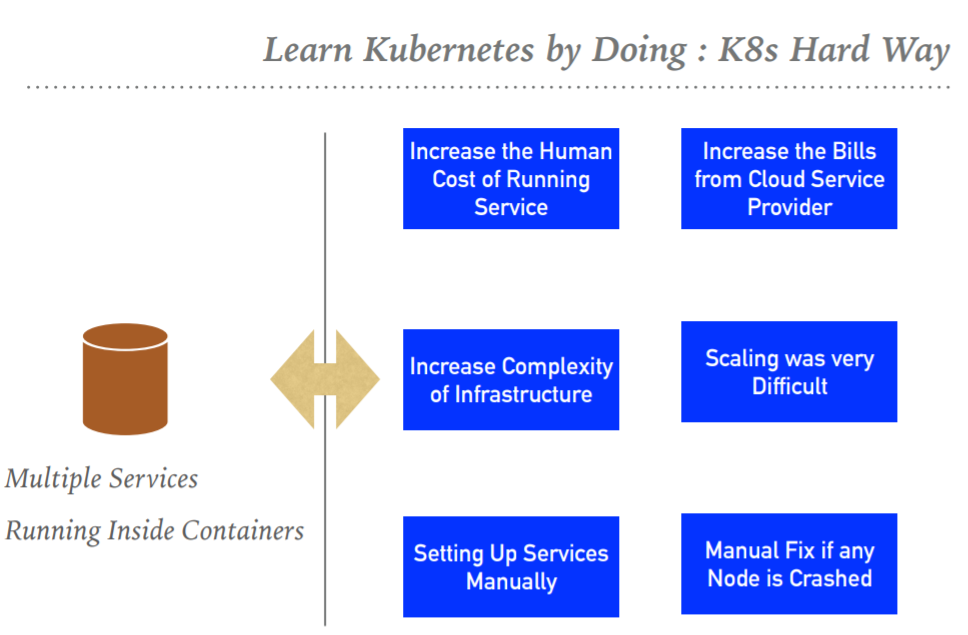 Learn Kubernetes by Doing : K8s Hard Way
Increase the Human
Cost of Running
Service
Increase the Bills
from Cloud Service
Provider
Increase Complexity
of Infrastructure
Scaling was very
Difficult
Multiple Services
Running Inside Containers
Setting Up Services
Manually
Manual Fix if any
Node is Crashed